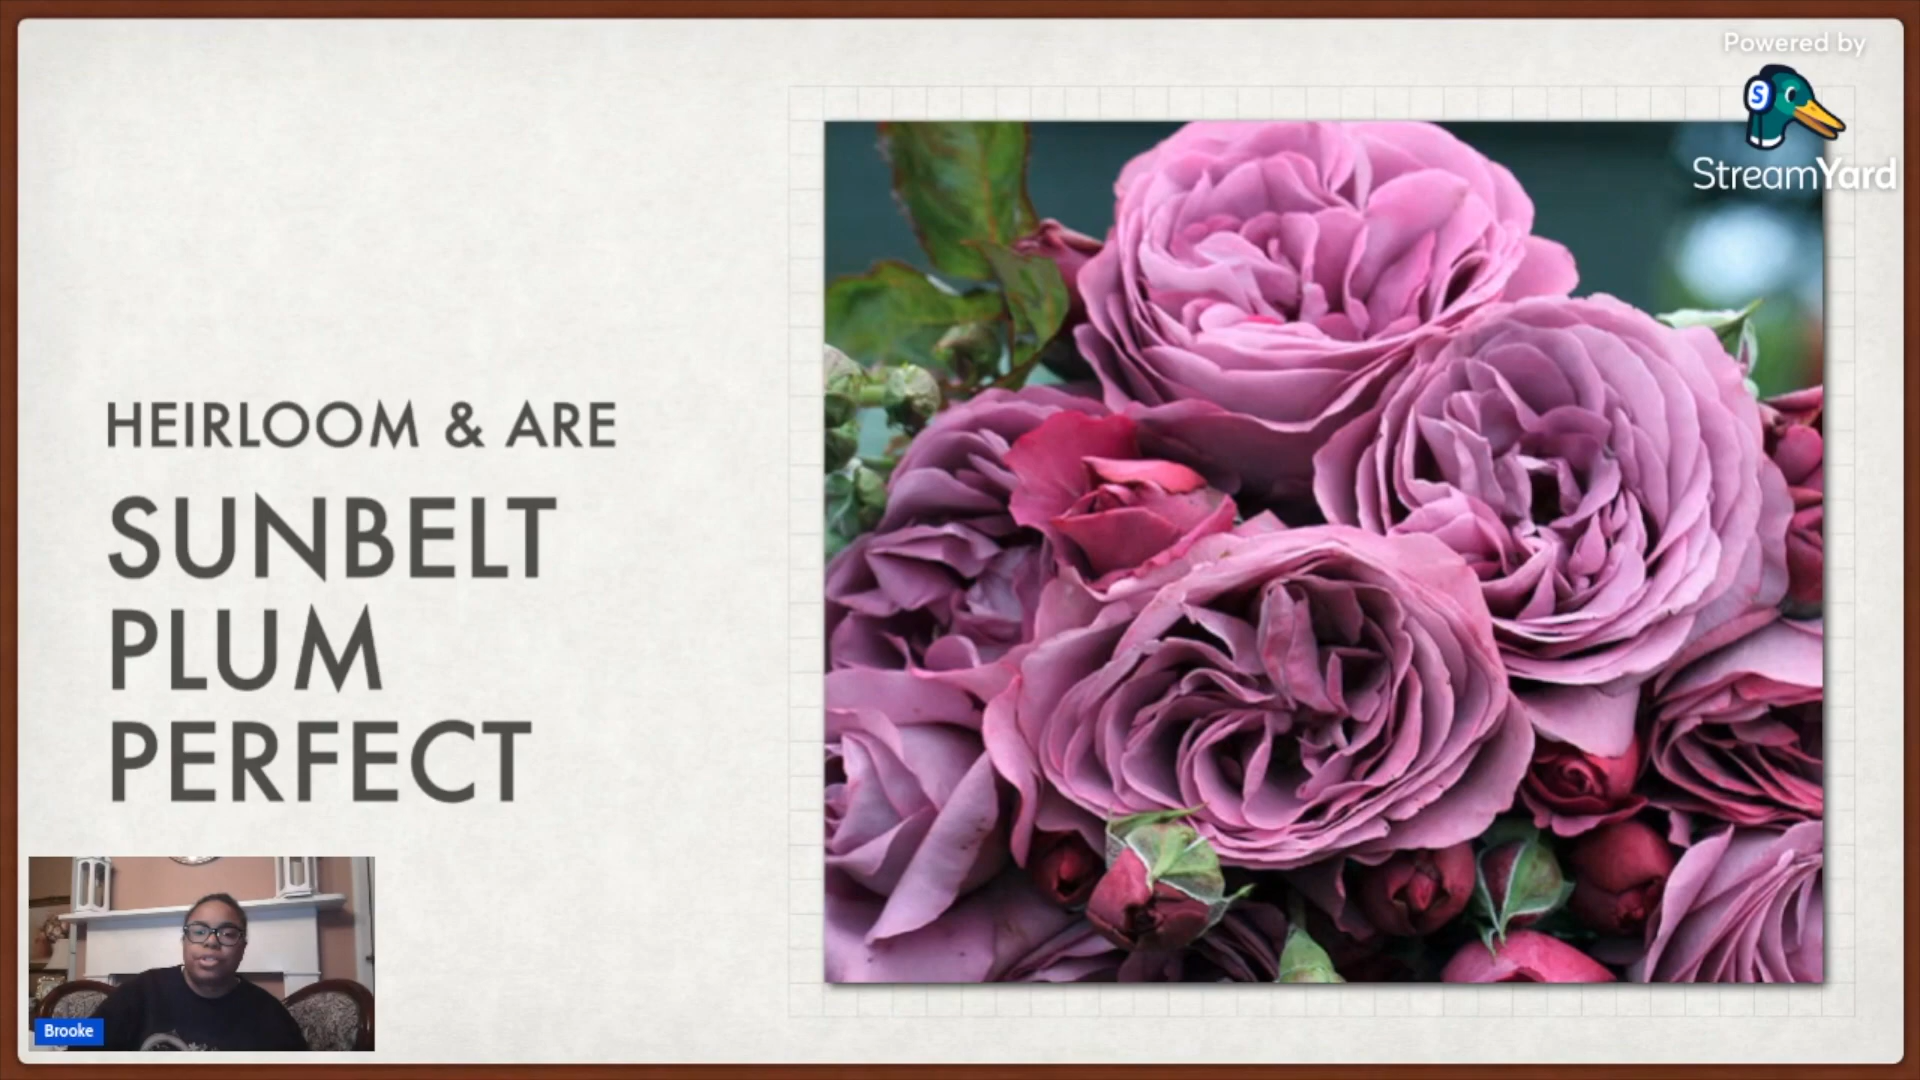 Powered by
S
StreamYard
HEIRLOOM & ARE
SUNBELT
PLUM
PERFECT
Brooke